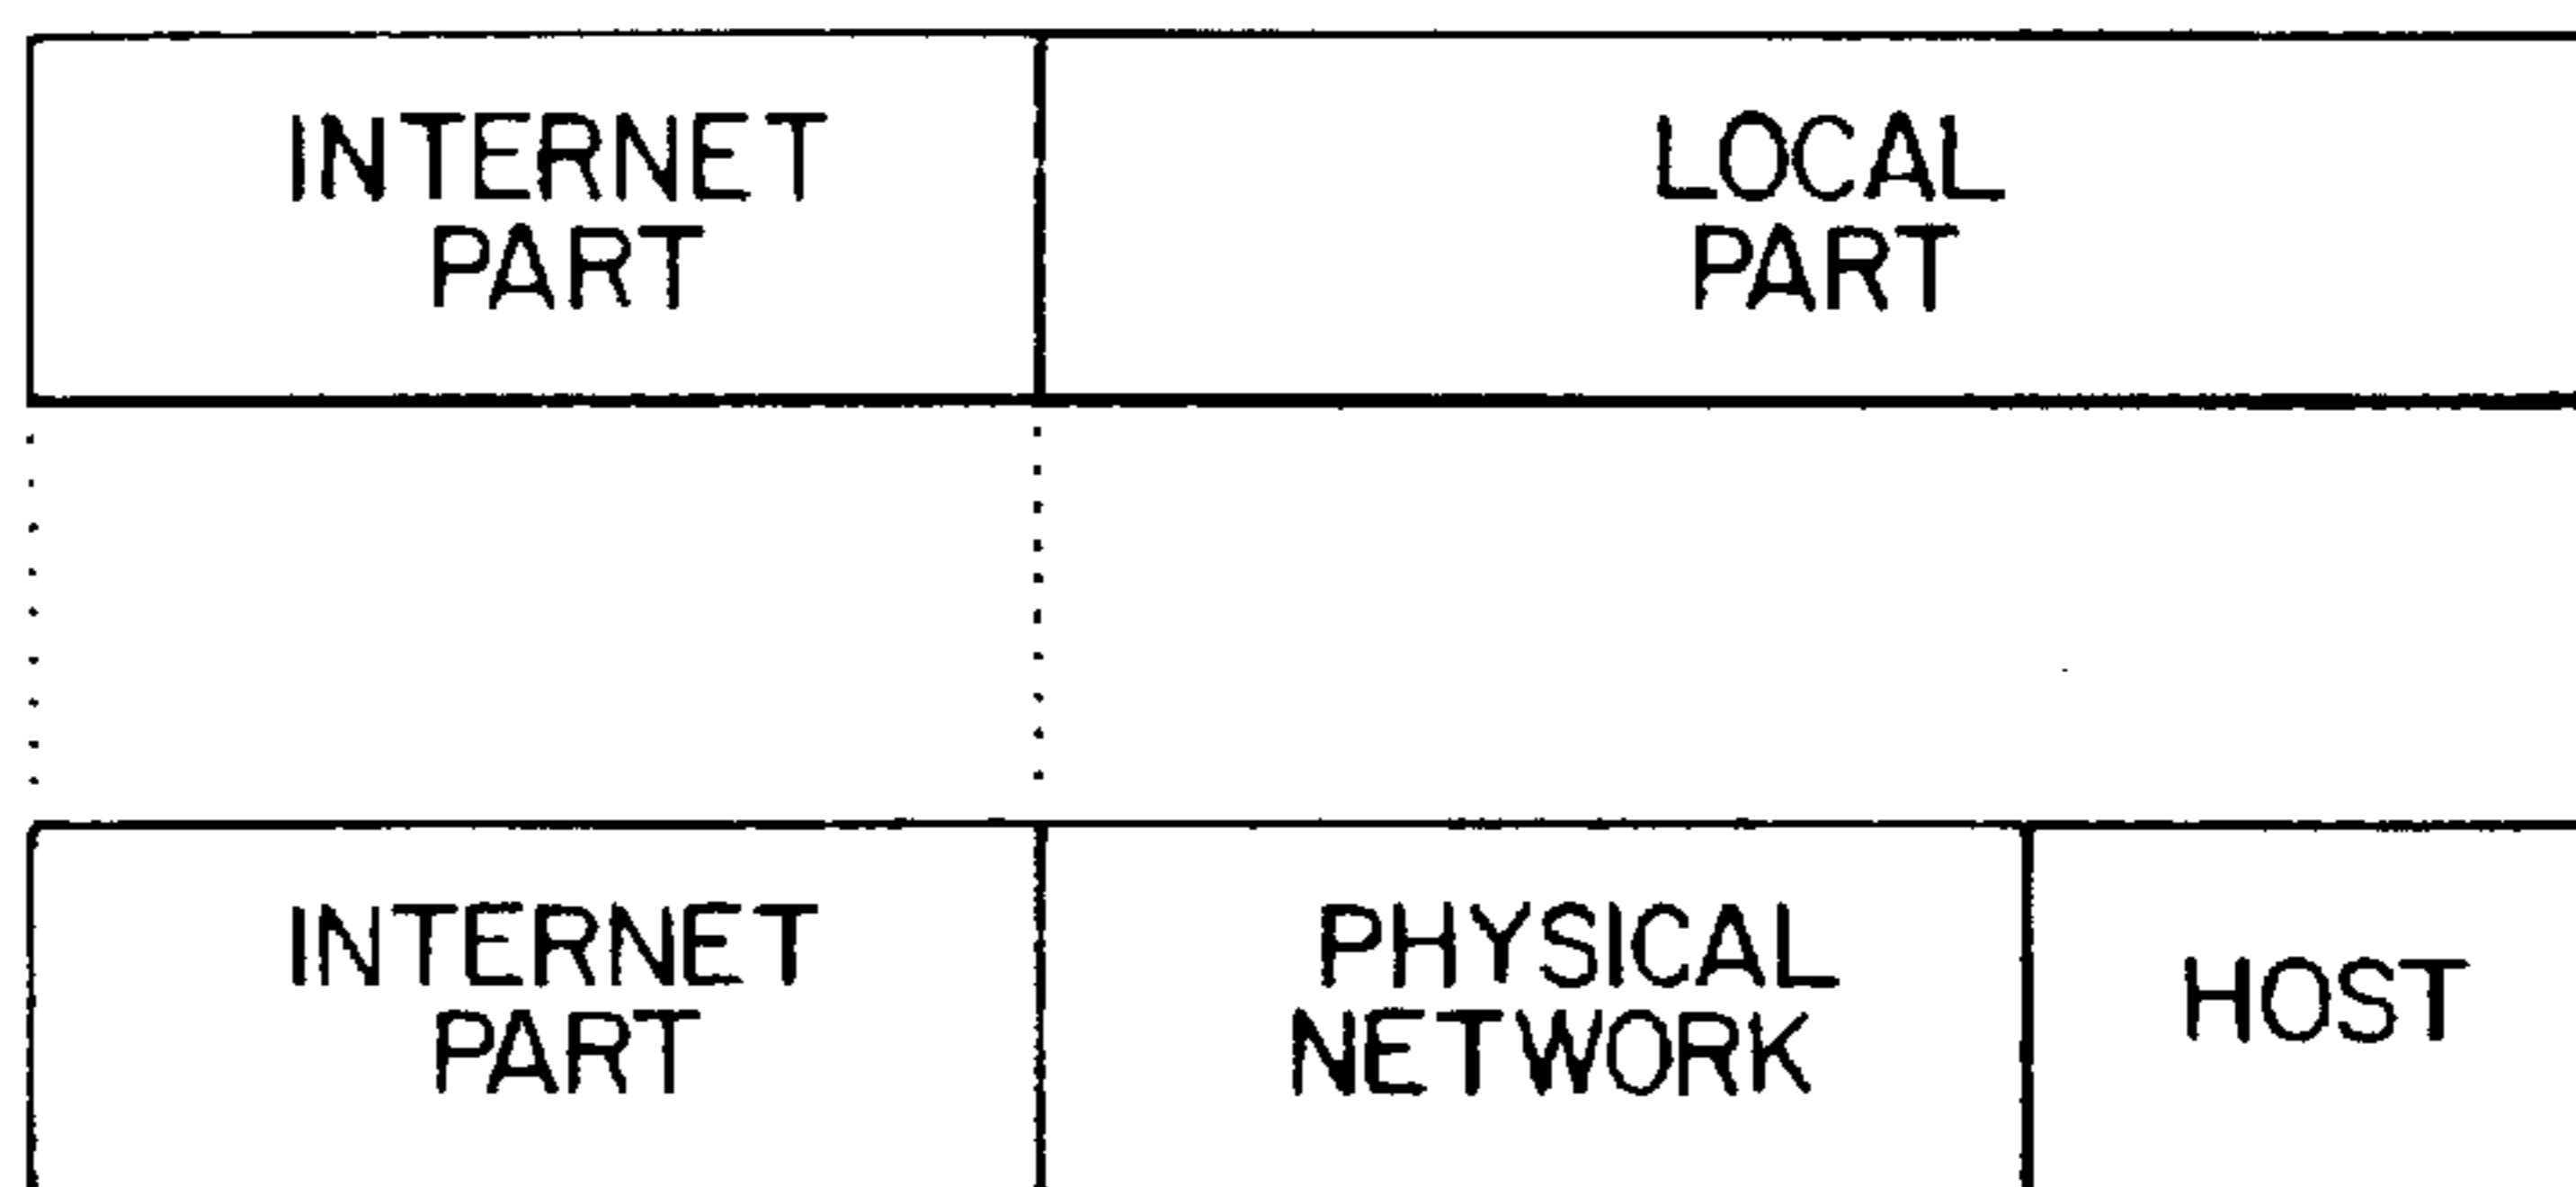 INTERNET
PART
LOCAL
PART
INTERNET
PART
PHYSICAL
NETWORK
HOST